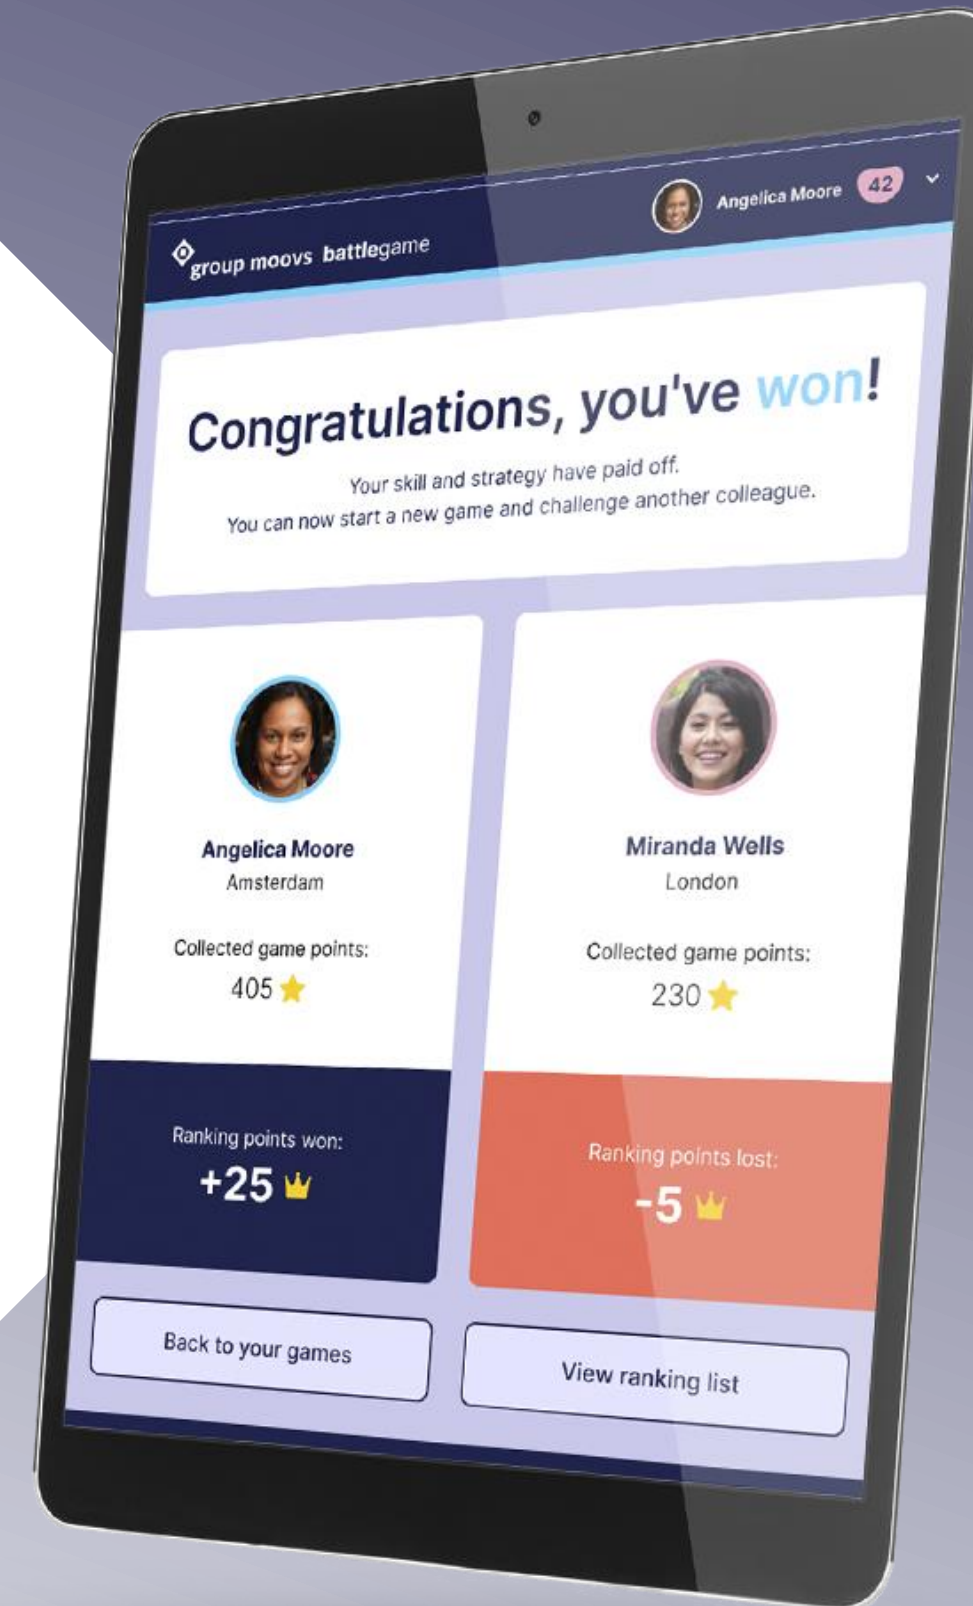 group moovs battlegame
Angelica Moore 42
Congratulations, you've won!
Your skill and strategy have paid off.
You can now start a new game and challenge another colleague.
Angelica Moore
Amsterdam
Collected game points:
405
Ranking points won:
+25
Miranda Wells
London
Collected game points:
230
Ranking points lost:
-5
Back to your games
View ranking list